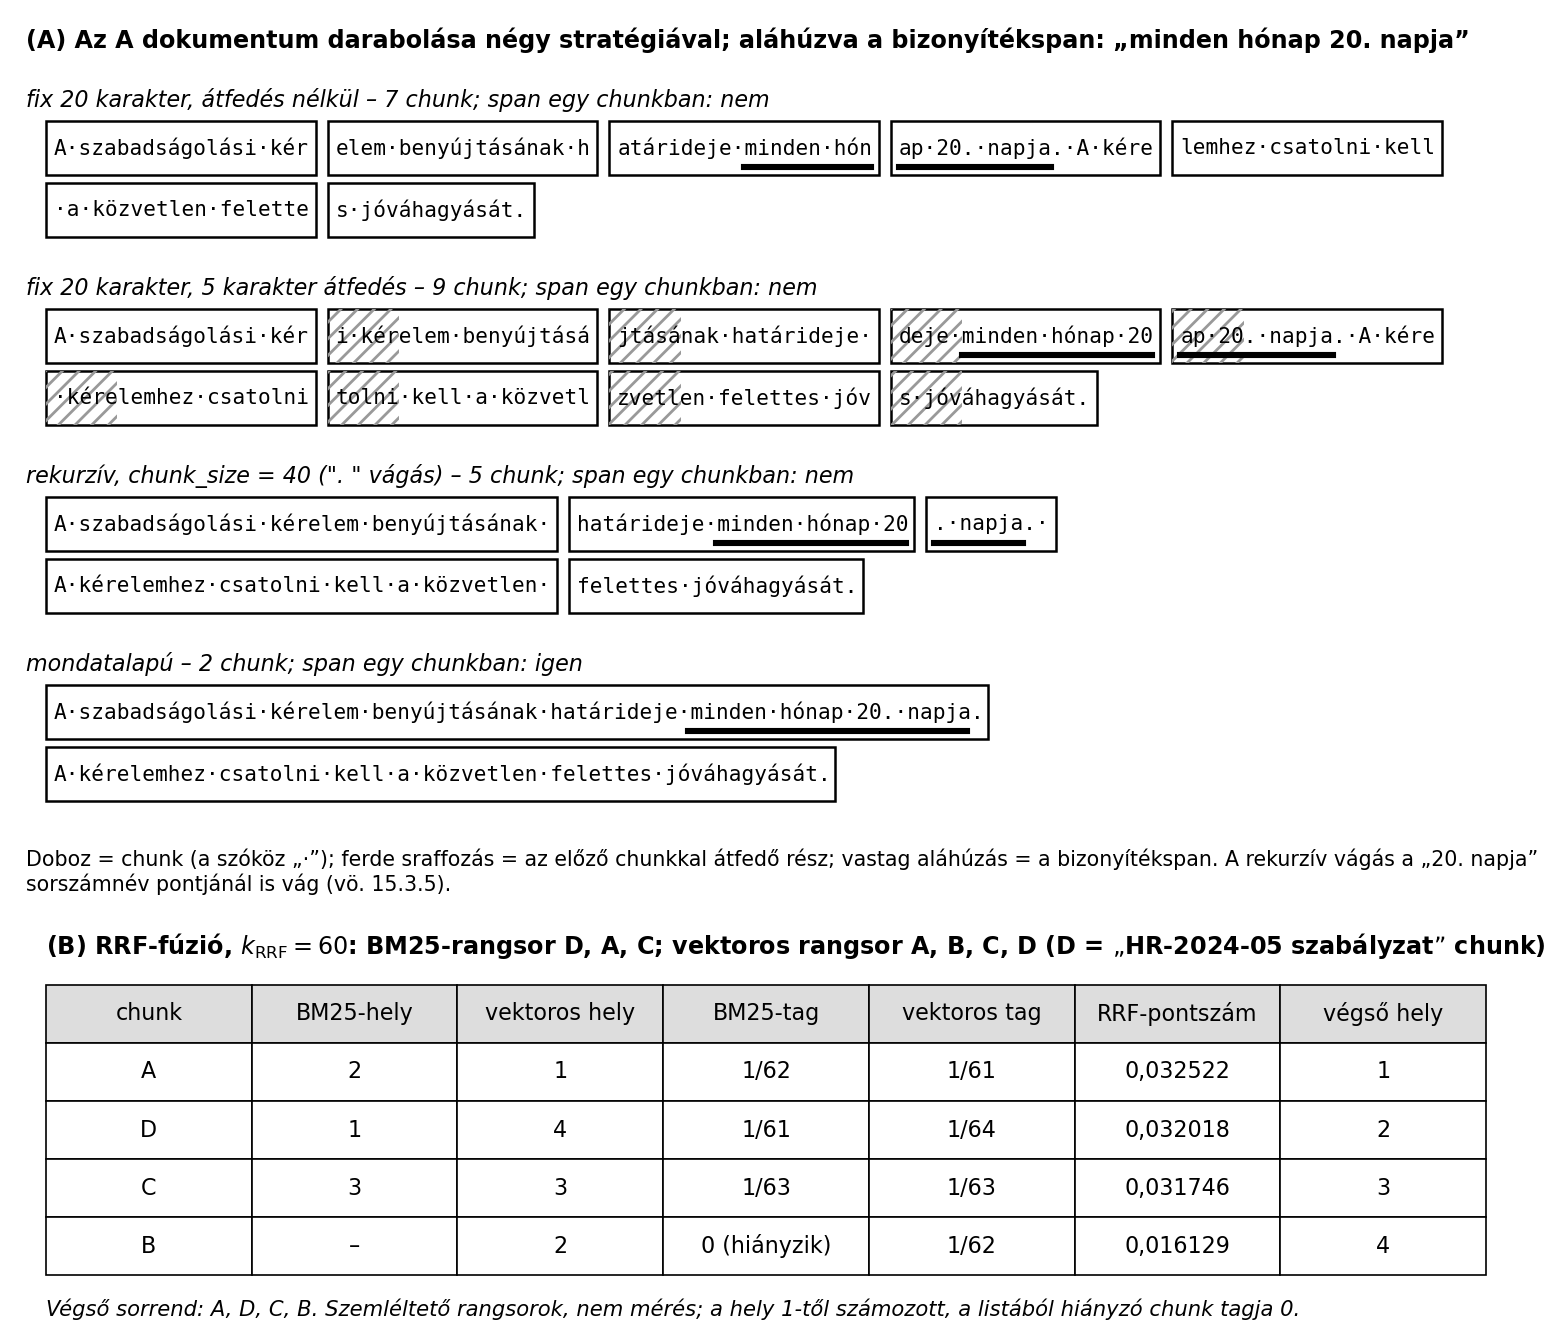 (A) Az A dokumentum darabolása négy stratégiával; aláhúzva a bizonyítékspan: „minden hónap 20. napja”
fix 20 karakter, átfedés nélkül – 7 chunk; span egy chunkban: nem
A·szabadságolási·kér elem·benyújtásának·h atárideje·minden·hón ap·20.·napja.·A·kére lemhez·csatolni·kell
·a·közvetlen·felette s·jóváhagyását.
fix 20 karakter, 5 karakter átfedés – 9 chunk; span egy chunkban: nem
A·szabadságolási·kér i·kérelem·benyújtásá jtásának·határideje· deje·minden·hónap·20 ap·20.·napja.·A·kére
·kérelemhez·csatolni tolni·kell·a·közvetl zvetlen·felettes·jóv s·jóváhagyását.
rekurzív, chunk_size = 40 (". " vágás) – 5 chunk; span egy chunkban: nem
A·szabadságolási·kérelem·benyújtásának· határideje·minden·hónap·20 .·napja.·
A·kérelemhez·csatolni·kell·a·közvetlen· felettes·jóváhagyását.
mondatalapú – 2 chunk; span egy chunkban: igen
A·szabadságolási·kérelem·benyújtásának·határideje·minden·hónap·20.·napja.
A·kérelemhez·csatolni·kell·a·közvetlen·felettes·jóváhagyását.
Doboz = chunk (a szóköz „·”); ferde sraffozás = az előző chunkkal átfedő rész; vastag aláhúzás = a bizonyítékspan. A rekurzív vágás a „20. napja”
sorszámnév pontjánál is vág (vö. 15.3.5).
(B) RRF-fúzió, k_RRF = 60: BM25-rangsor D, A, C; vektoros rangsor A, B, C, D (D = „HR-2024-05 szabályzat” chunk)
chunk BM25-hely vektoros hely BM25-tag vektoros tag RRF-pontszám végső hely
A 2 1 1/62 1/61 0,032522 1
D 1 4 1/61 1/64 0,032018 2
C 3 3 1/63 1/63 0,031746 3
B – 2 0 (hiányzik) 1/62 0,016129 4
Végső sorrend: A, D, C, B. Szemléltető rangsorok, nem mérés; a hely 1-től számozott, a listából hiányzó chunk tagja 0.